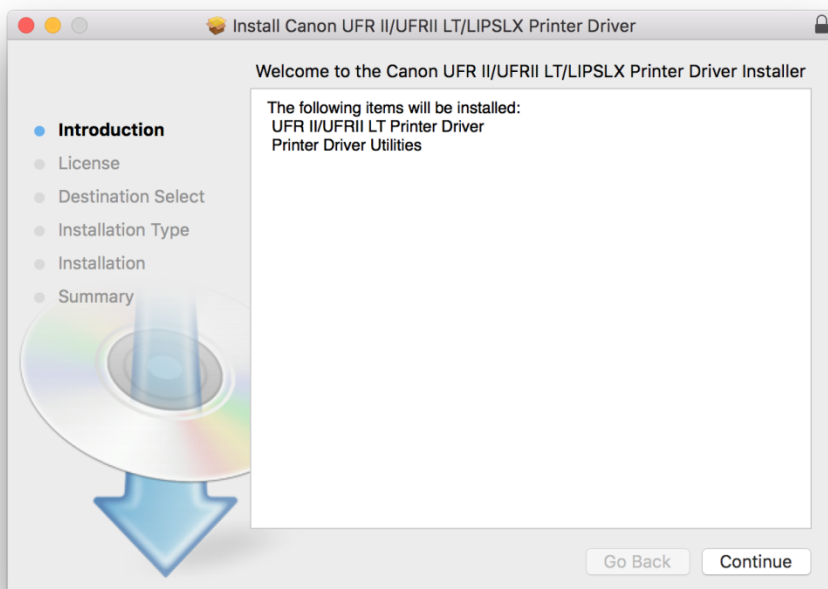 Install Canon UFR II/UFRII LT/LIPSLX Printer Driver
Welcome to the Canon UFR II/UFRII LT/LIPSLX Printer Driver Installer
Introduction
License
Destination Select
Installation Type
Installation
Summary
The following items will be installed:
UFR II/UFRII LT Printer Driver
Printer Driver Utilities
Go Back
Continue